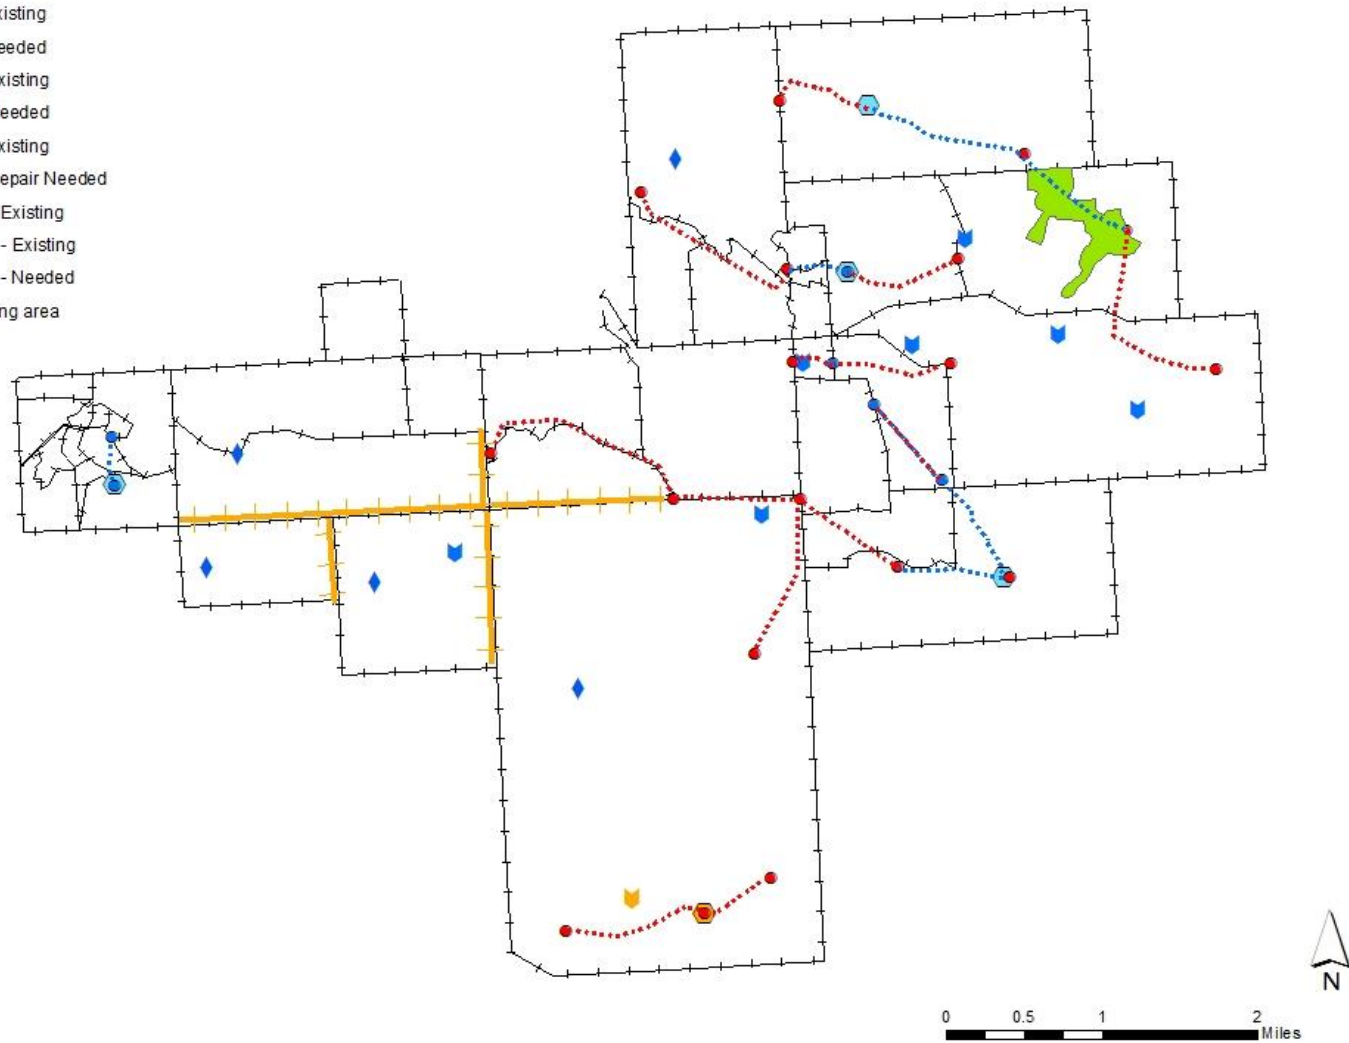 xisting
eeded
xisting
eeded
xisting
epair Needed
Existing
- Existing
- Needed
ng area
N
0 0.5 1 2
Miles